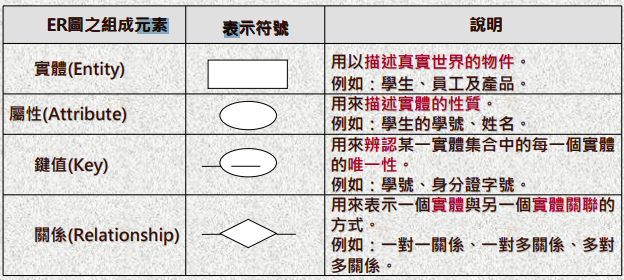 ER圖之組成元素
表示符號
說明
實體(Entity)
用以描述真實世界的物件。
例如：學生、員工及產品。
屬性(Attribute)
用來描述實體的性質。
例如：學生的學號、姓名。
鍵值(Key)
用來辨認某一實體集合中的每一個實體
的唯一性。
例如：學號、身分證字號。
關係(Relationship)
用來表示一個實體與另一個實體關聯的
方式。
例如：一對一關係、一對多關係、多對
多關係。